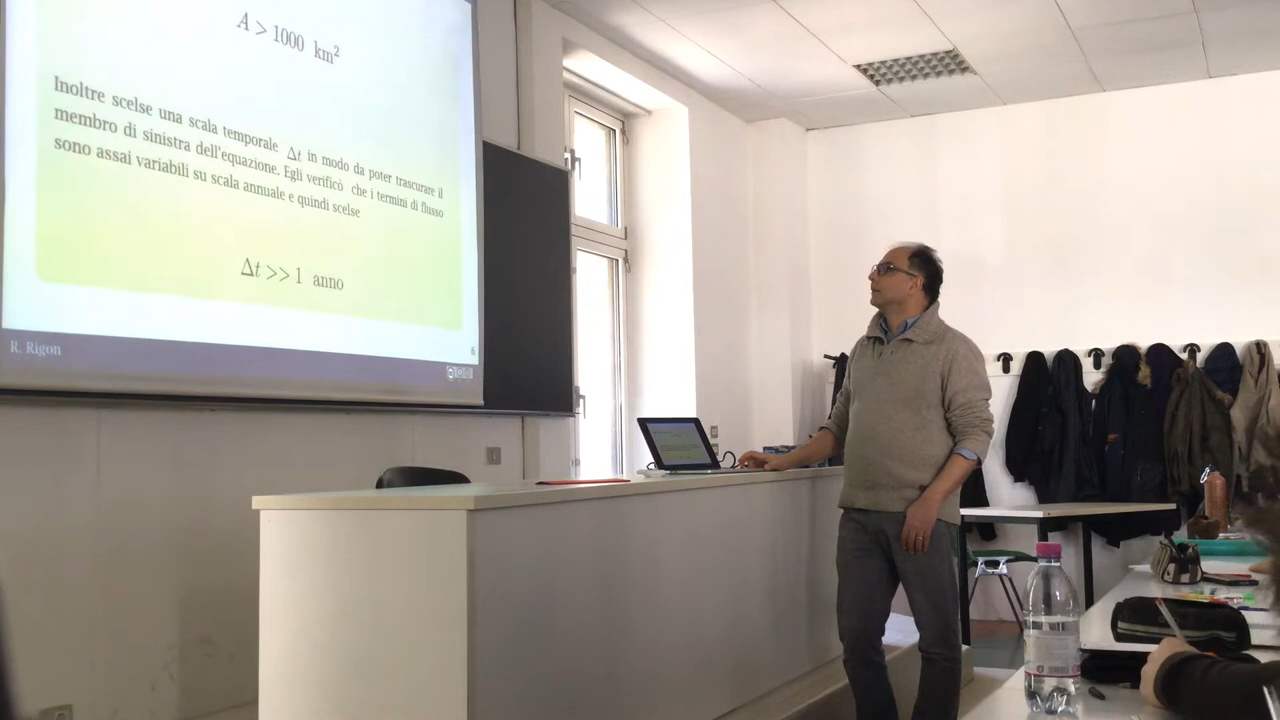 A > 1000 km²
Inoltre scelse una scala temporale Δt in modo da poter trascurare il
membro di sinistra dell'equazione. Egli verificò che i termini di flusso
sono assai variabili su scala annuale e quindi scelse
Δt >> 1 anno
R. Rigon
6